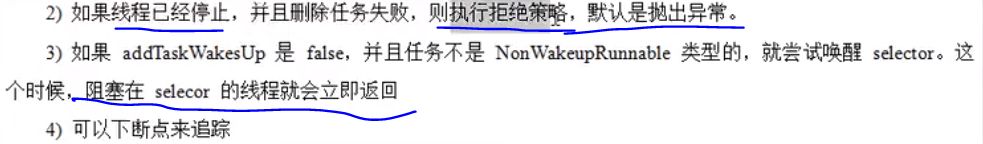 2) 如果线程已经停止，并且删除任务失败，则执行拒绝策略，默认是抛出异常。
3) 如果 addTaskWakesUp 是 false，并且任务不是 NonWakeupRunnable 类型的，就尝试唤醒 selector。这
个时候，阻塞在 selecor 的线程就会立即返回
4) 可以下断点来追踪